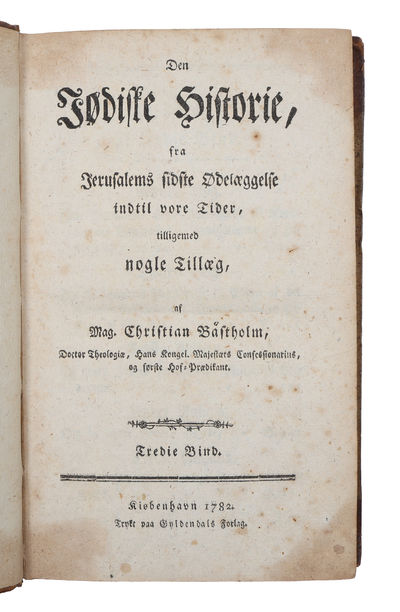 Den
Jødiske Historie,
fra
Jerusalems sidste Ødelæggelse
indtil vore Tider,
tilligemed
nogle Tillæg,
af
Mag. Christian Båstholm,
Doctor Theologiæ, Hans Kongel. Majestæts Confessionarius,
og første Hof-Prædikant.
Tredie Bind.
Kiøbenhavn 1782.
Trykt paa Gyldendals Forlag.